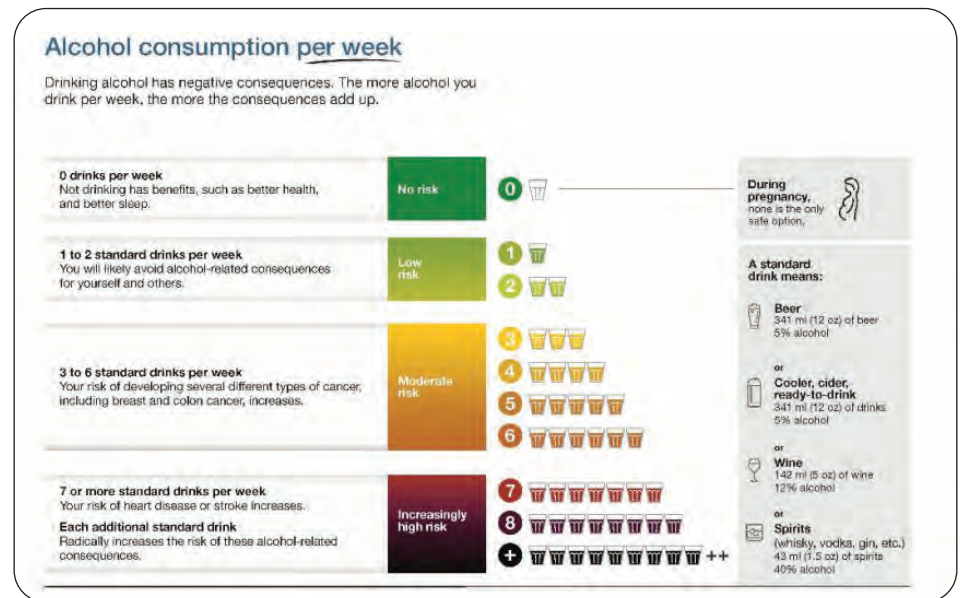 Alcohol consumption per week
Drinking alcohol has negative consequences. The more alcohol you
drink per week, the more the consequences add up.
0 drinks per week
Not drinking has benefits, such as better health,
and better sleep.
No risk
0
During
pregnancy,
none is the only
safe option.
1 to 2 standard drinks per week
You will likely avoid alcohol-related consequences
for yourself and others.
Low
risk
1
2
3 to 6 standard drinks per week
Your risk of developing several different types of cancer,
including breast and colon cancer, increases.
Moderate
risk
3
4
5
6
7 or more standard drinks per week
Your risk of heart disease or stroke increases.
Each additional standard drink
Radically increases the risk of these alcohol-related
consequences.
Increasingly
high risk
7
8
+
++
A standard
drink means:
Beer
341 ml (12 oz) of beer
5% alcohol
or
Cooler, cider,
ready-to-drink
341 ml (12 oz) of drinks
5% alcohol
or
Wine
142 ml (5 oz) of wine
12% alcohol
or
Spirits
(whisky, vodka, gin, etc.)
43 ml (1.5 oz) of spirits
40% alcohol